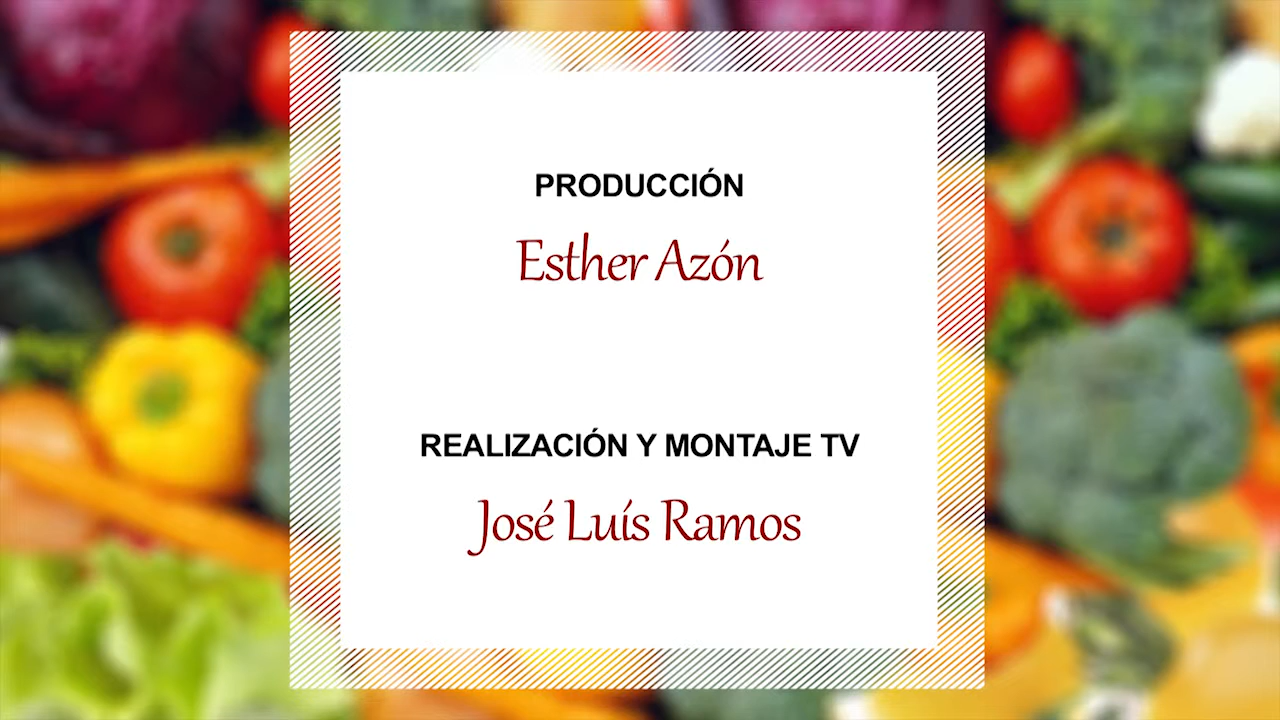 PRODUCCIÓN
Esther Azón
REALIZACIÓN Y MONTAJE TV
José Luís Ramos